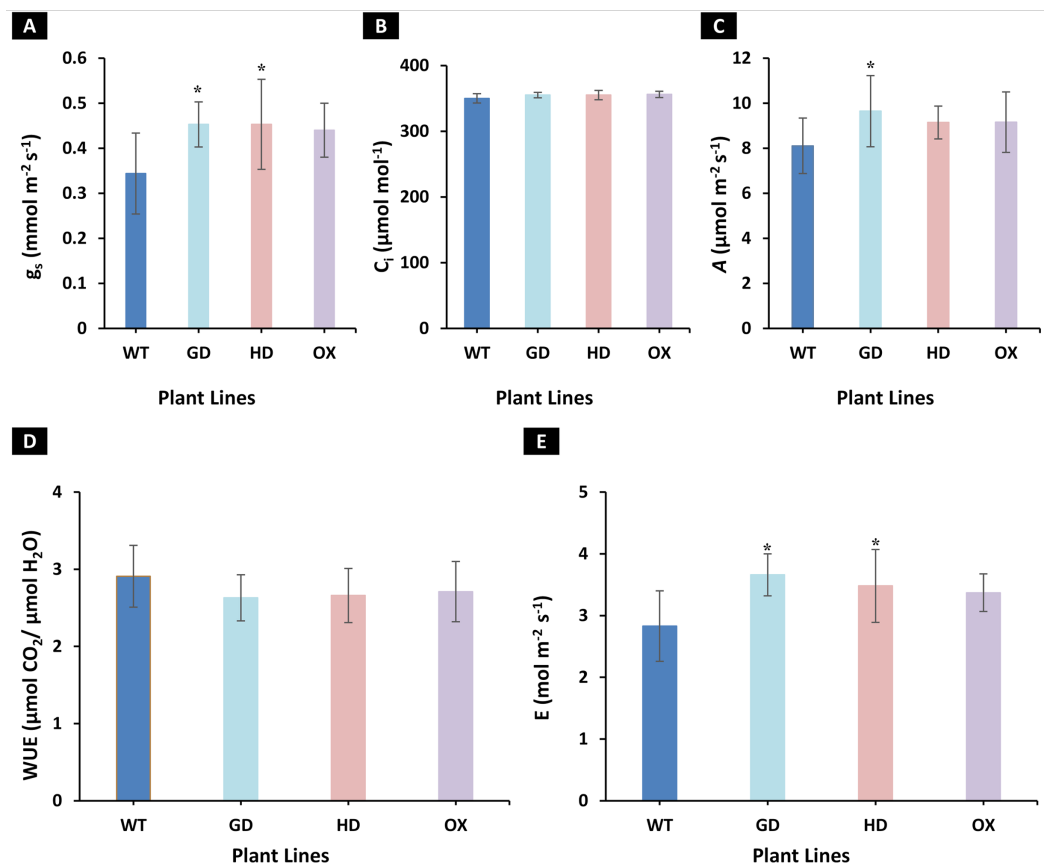 A
0.6
0.5
0.4
0.3
0.2
0.1
0
gₛ (mmol m⁻² s⁻¹)
*
*
WT GD HD OX
Plant Lines
B
400
300
200
100
0
Cᵢ (μmol mol⁻¹)
WT GD HD OX
Plant Lines
C
12
10
8
6
4
2
0
A (μmol m⁻² s⁻¹)
*
WT GD HD OX
Plant Lines
D
4
3
2
1
0
WUE (μmol CO₂/ μmol H₂O)
WT GD HD OX
Plant Lines
E
5
4
3
2
1
0
E (mol m⁻² s⁻¹)
*
*
WT GD HD OX
Plant Lines